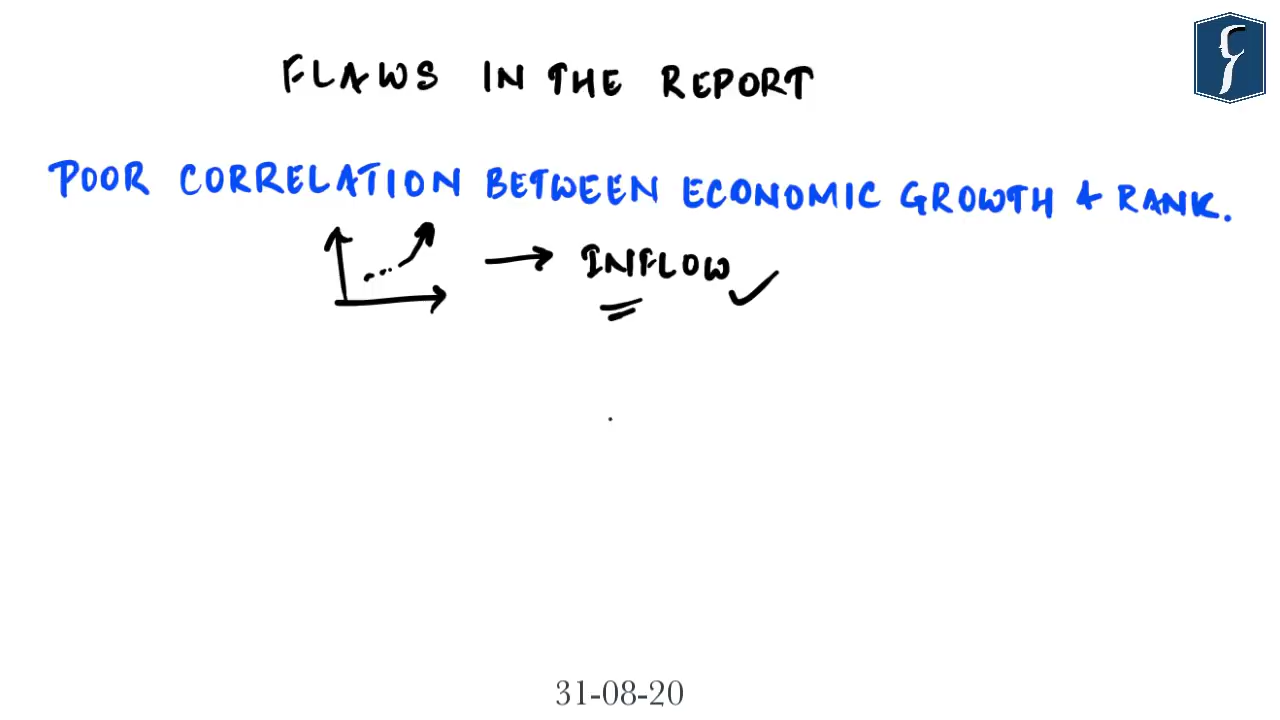 FLAWS IN THE REPORT
POOR CORRELATION BETWEEN ECONOMIC GROWTH & RANK.
INFLOW
31-08-20